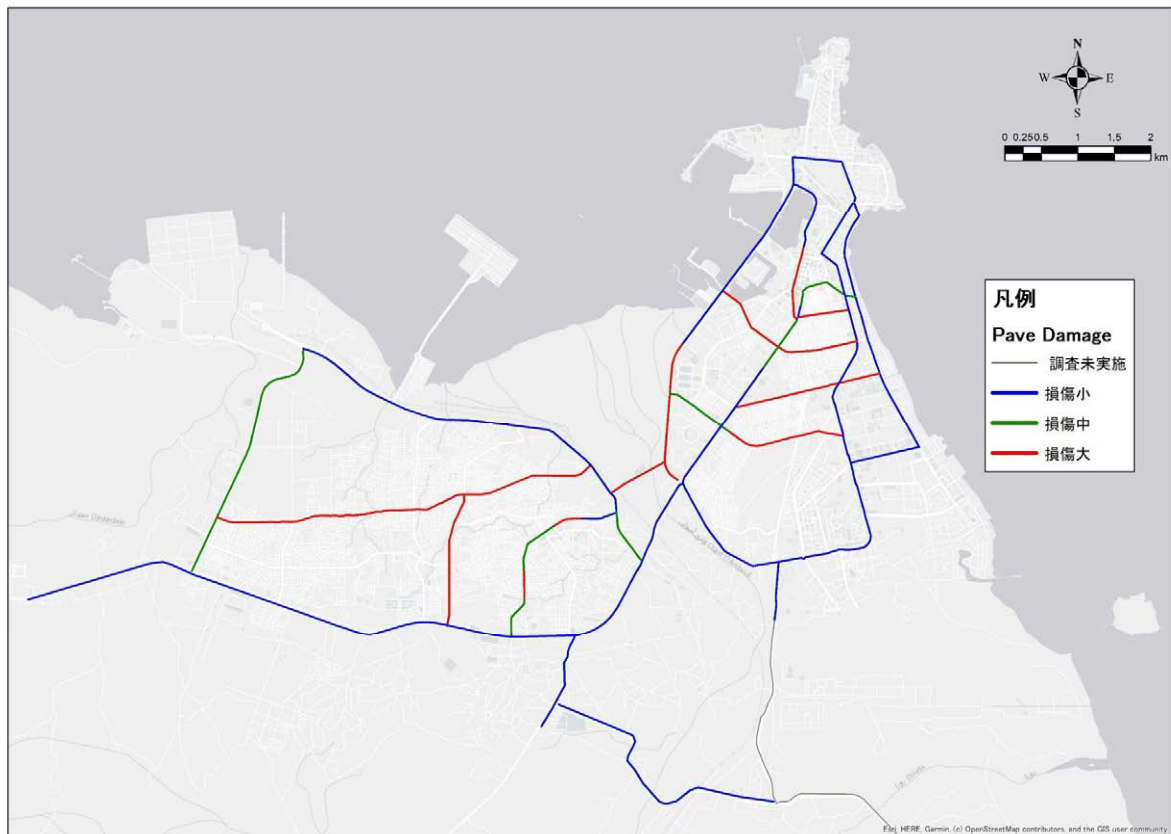 N
W E
S
0 0.25 0.5 1 1.5 2
km
凡例
Pave Damage
調査未実施
損傷小
損傷中
損傷大
Esri, HERE, Garmin, (c) OpenStreetMap contributors, and the GIS user community